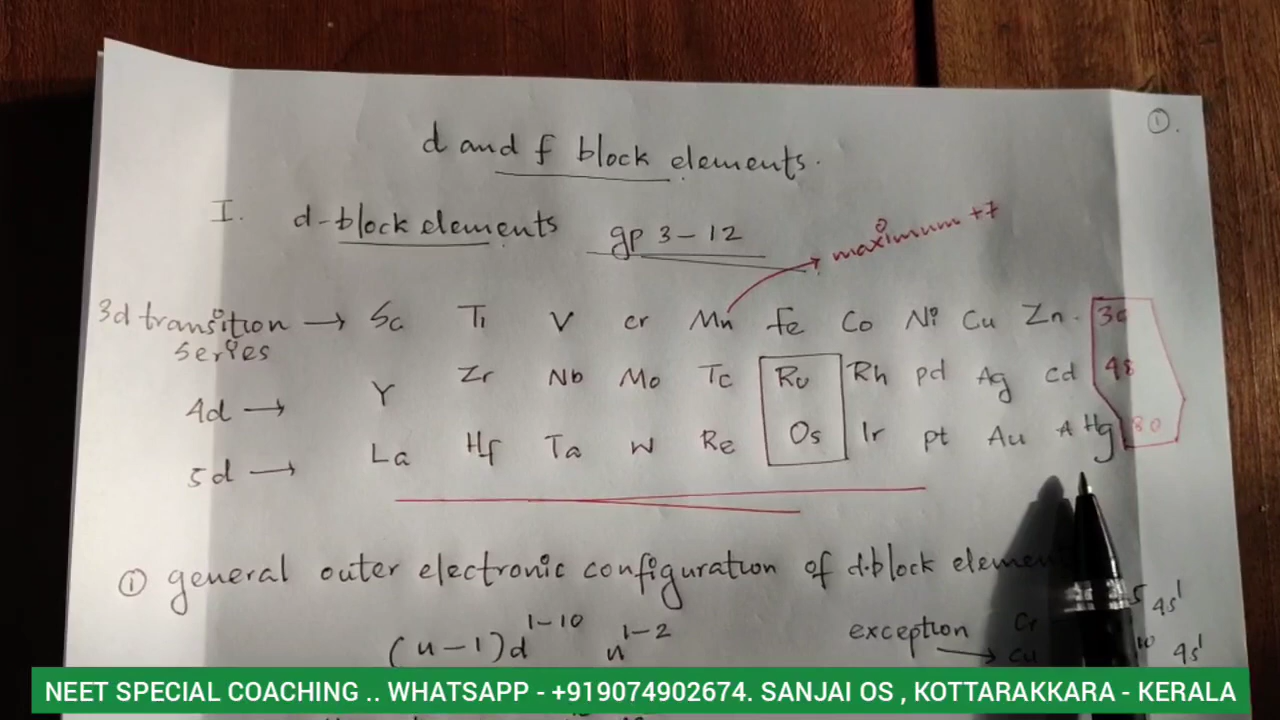 ①.
d and f block elements.
I. d-block elements gp 3-12
maximum +7
3d transition series → Sc Ti V Cr Mn Fe Co Ni Cu Zn. 30
4d → Y Zr Nb Mo Tc Ru Rh pd Ag Cd 48
5d → La Hf Ta W Re Os Ir pt Au A Hg 80
① general outer electronic configuration of d-block element
(n-1)d¹⁻¹⁰ n¹⁻²
exception → Cr 5 4s¹
Cu 10 4s¹
NEET SPECIAL COACHING .. WHATSAPP - +919074902674. SANJAI OS , KOTTARAKKARA - KERALA